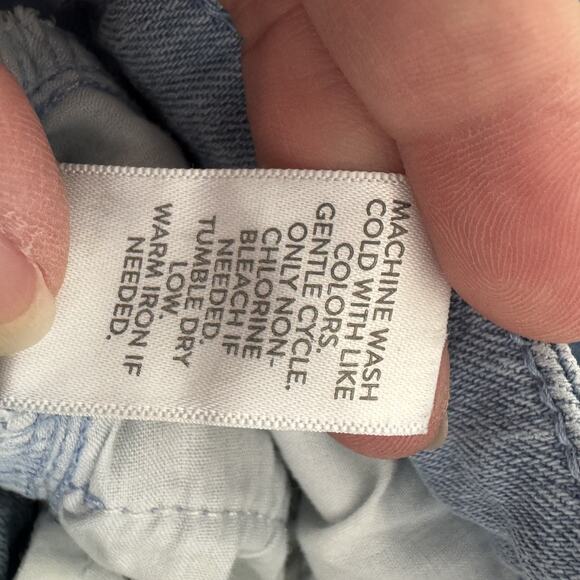 MACHINE WASH
COLD WITH LIKE
COLORS.
GENTLE CYCLE.
ONLY NON-
CHLORINE
BLEACH IF
NEEDED.
TUMBLE DRY
LOW.
WARM IRON IF
NEEDED.